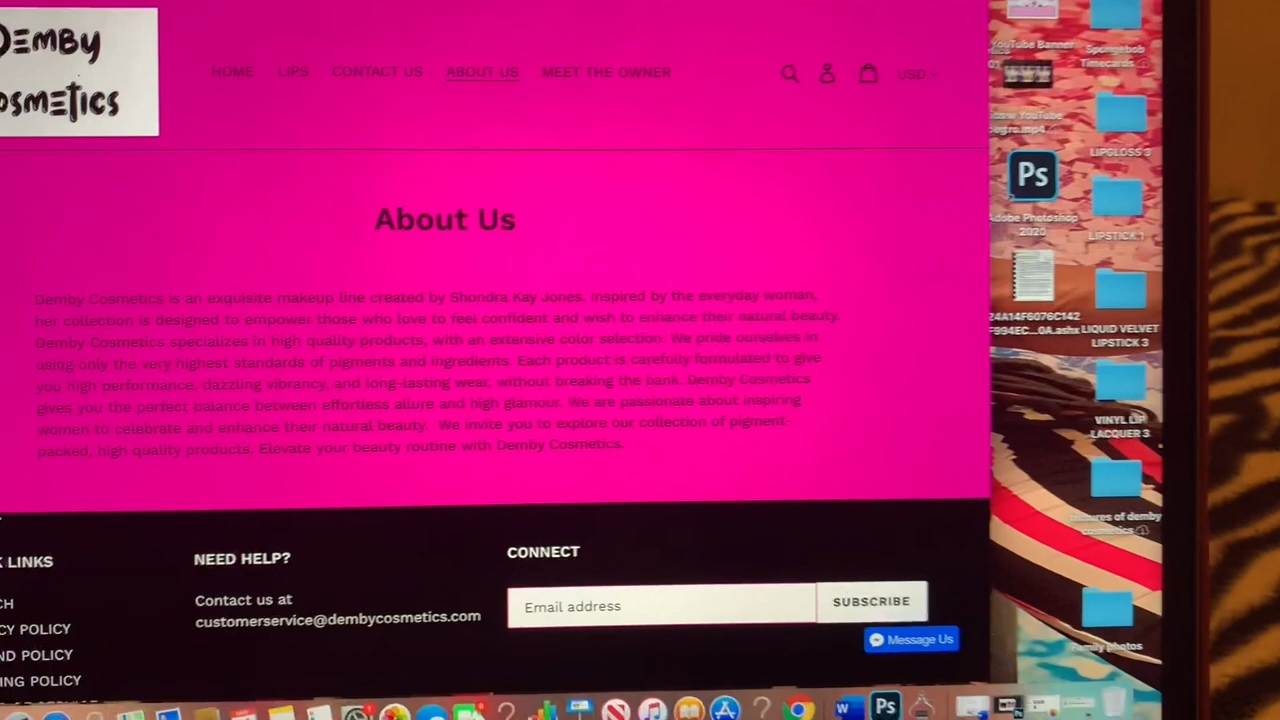 DEMBY
COSMETICS
HOME LIPS CONTACT US ABOUT US MEET THE OWNER
USD
About Us
Demby Cosmetics is an exquisite makeup line created by Shondra Kay Jones. Inspired by the everyday woman,
her collection is designed to empower those who love to feel confident and wish to enhance their natural beauty.
Demby Cosmetics specializes in high quality products, with an extensive color selection. We pride ourselves in
using only the very highest standards of pigments and ingredients. Each product is carefully formulated to give
you high performance, dazzling vibrancy, and long-lasting wear, without breaking the bank. Demby Cosmetics
gives you the perfect balance between effortless allure and high glamour. We are passionate about inspiring
women to celebrate and enhance their natural beauty. We invite you to explore our collection of pigment-
packed, high quality products. Elevate your beauty routine with Demby Cosmetics.
LINKS
CH
CY POLICY
ND POLICY
ING POLICY
NEED HELP?
Contact us at
customerservice@dembycosmetics.com
CONNECT
Email address
SUBSCRIBE
Message Us
YouTube Banner
01
YouTube
egro.mp4
Ps
Adobe Photoshop
2020
24A14F6076C142
F994EC...0A.ashx
Spungebob
Timecards
LIPGLOSS 3
LIPSTICK 1
LIQUID VELVET
LIPSTICK 3
VINYL LIP
LACQUER 3
ures of demby
cosmetics
Family photos
W
Ps